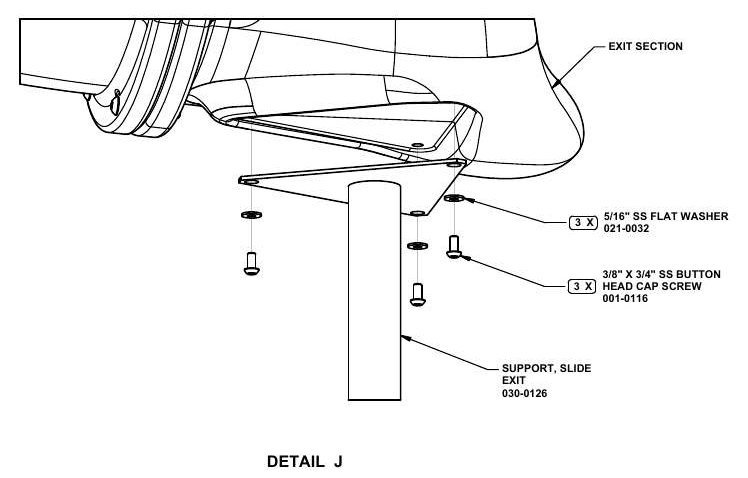 EXIT SECTION
3 X 5/16" SS FLAT WASHER
021-0032
3/8" X 3/4" SS BUTTON
3 X HEAD CAP SCREW
001-0116
SUPPORT, SLIDE
EXIT
030-0126
DETAIL J